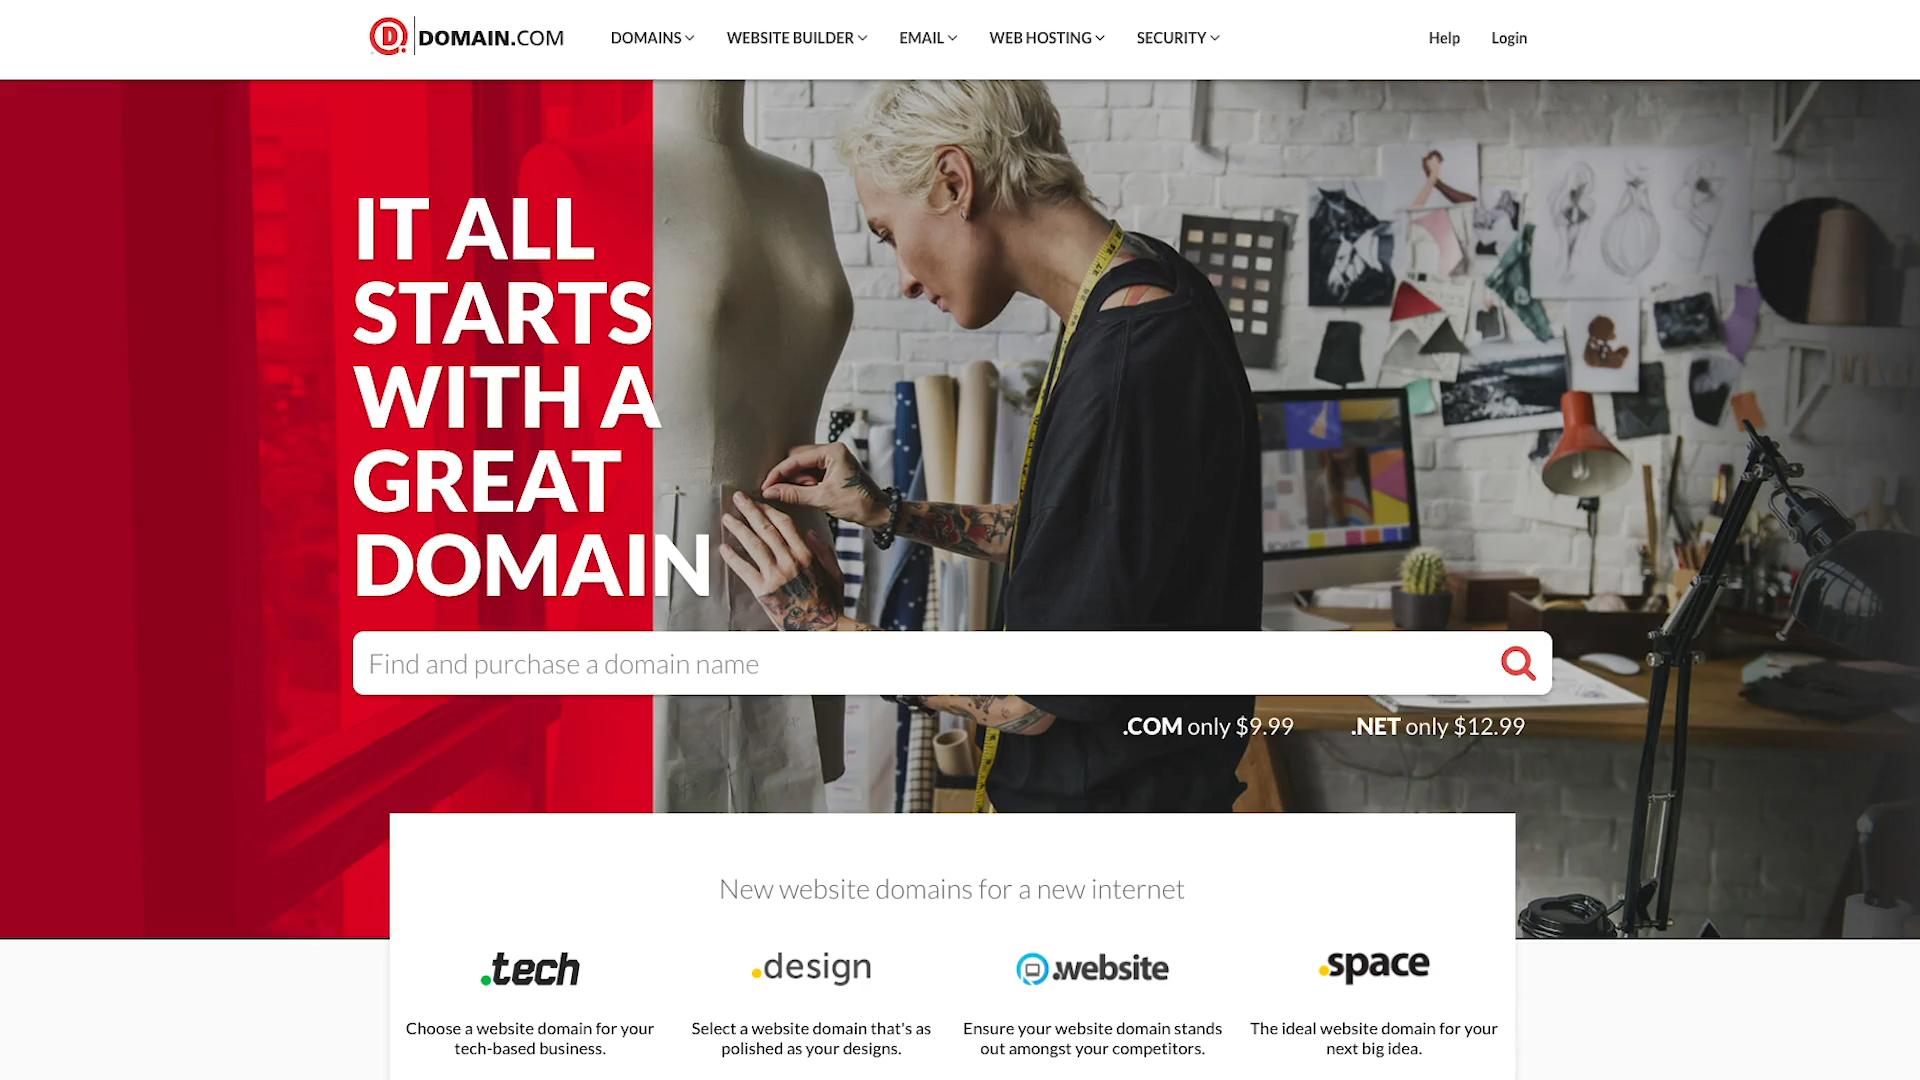 DOMAIN.COM
DOMAINS WEBSITE BUILDER EMAIL WEB HOSTING SECURITY Help Login
IT ALL
STARTS
WITH A
GREAT
DOMAIN
Find and purchase a domain name
.COM only $9.99 .NET only $12.99
New website domains for a new internet
.tech
Choose a website domain for your
tech-based business.
.design
Select a website domain that's as
polished as your designs.
.website
Ensure your website domain stands
out amongst your competitors.
.space
The ideal website domain for your
next big idea.